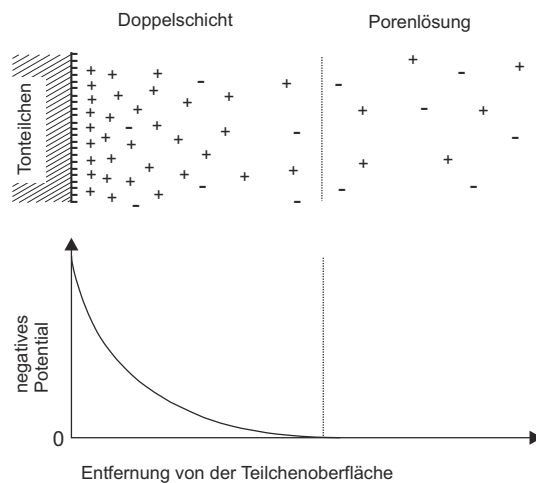 Doppelschicht
Porenlösung
Tonteilchen
negatives
Potential
0
Entfernung von der Teilchenoberfläche